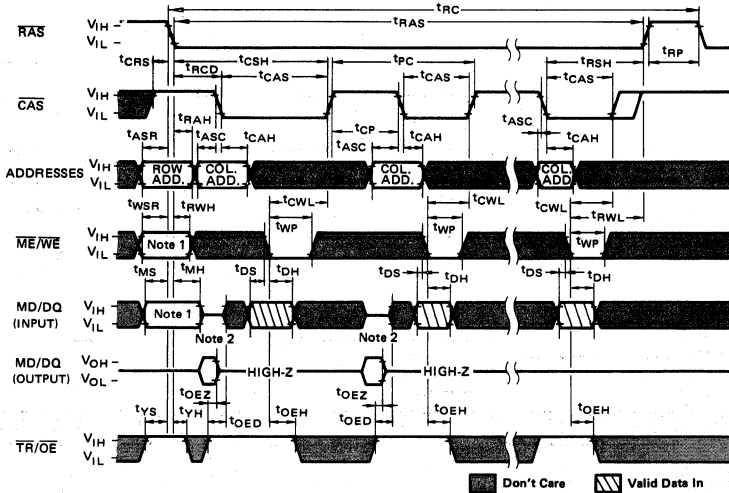 tRC
RAS VIH tRAS
VIL
tCRS tRCD tCSH tPC tRSH tRP
tCAS tCAS tCAS
CAS VIH
VIL
tRAH tCP tASC
tASR tASC tCAH tASC tCAH tCAH
ADDRESSES VIH ROW ADD. COL. ADD. COL. ADD. COL. ADD.
VIL
tWSR tRWH tCWL tCWL tCWL tRWL
tWP tWP tWP
ME/WE VIH Note 1
VIL
tMS tMH tDS tDH tDS tDH tDS tDH
MD/DQ (INPUT) VIH Note 1
VIL
Note 2 Note 2
MD/DQ (OUTPUT) VOH HIGH-Z HIGH-Z
VOL
tOEZ tOEZ
tYS tYH tOED tOEH tOED tOEH tOEH
TR/OE VIH
VIL
Don't Care Valid Data In